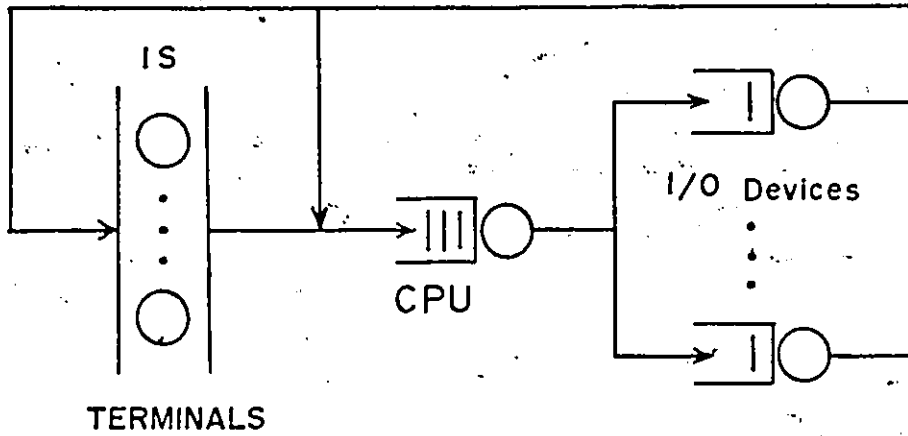 IS
I/O Devices
CPU
TERMINALS